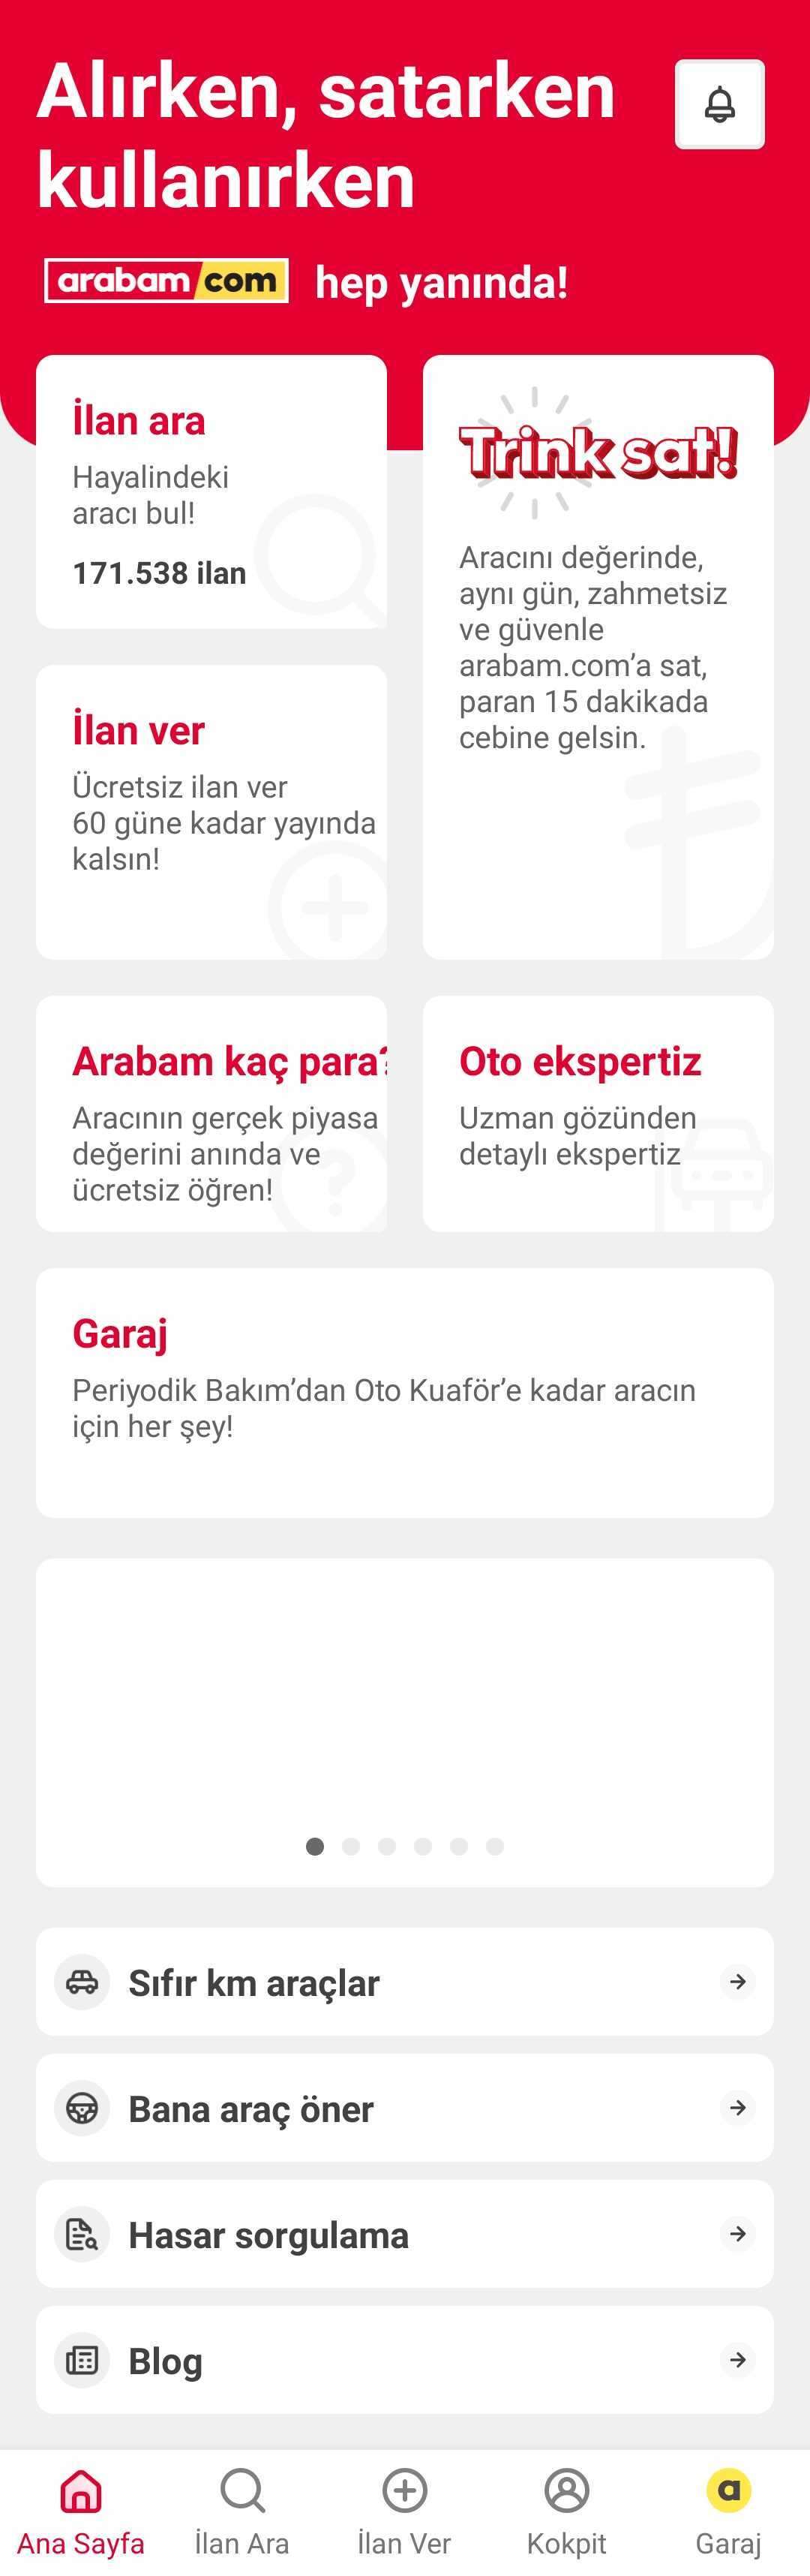 Alırken, satarken
kullanırken
arabam com hep yanında!
İlan ara
Hayalindeki
aracı bul!
171.538 ilan
Trink sat!
Aracını değerinde,
aynı gün, zahmetsiz
ve güvenle
arabam.com’a sat,
paran 15 dakikada
cebine gelsin.
İlan ver
Ücretsiz ilan ver
60 güne kadar yayında
kalsın!
Arabam kaç para?
Aracının gerçek piyasa
değerini anında ve
ücretsiz öğren!
Oto ekspertiz
Uzman gözünden
detaylı ekspertiz
Garaj
Periyodik Bakım’dan Oto Kuaför’e kadar aracın
için her şey!
Sıfır km araçlar
Bana araç öner
Hasar sorgulama
Blog
Ana Sayfa
İlan Ara
İlan Ver
Kokpit
a
Garaj